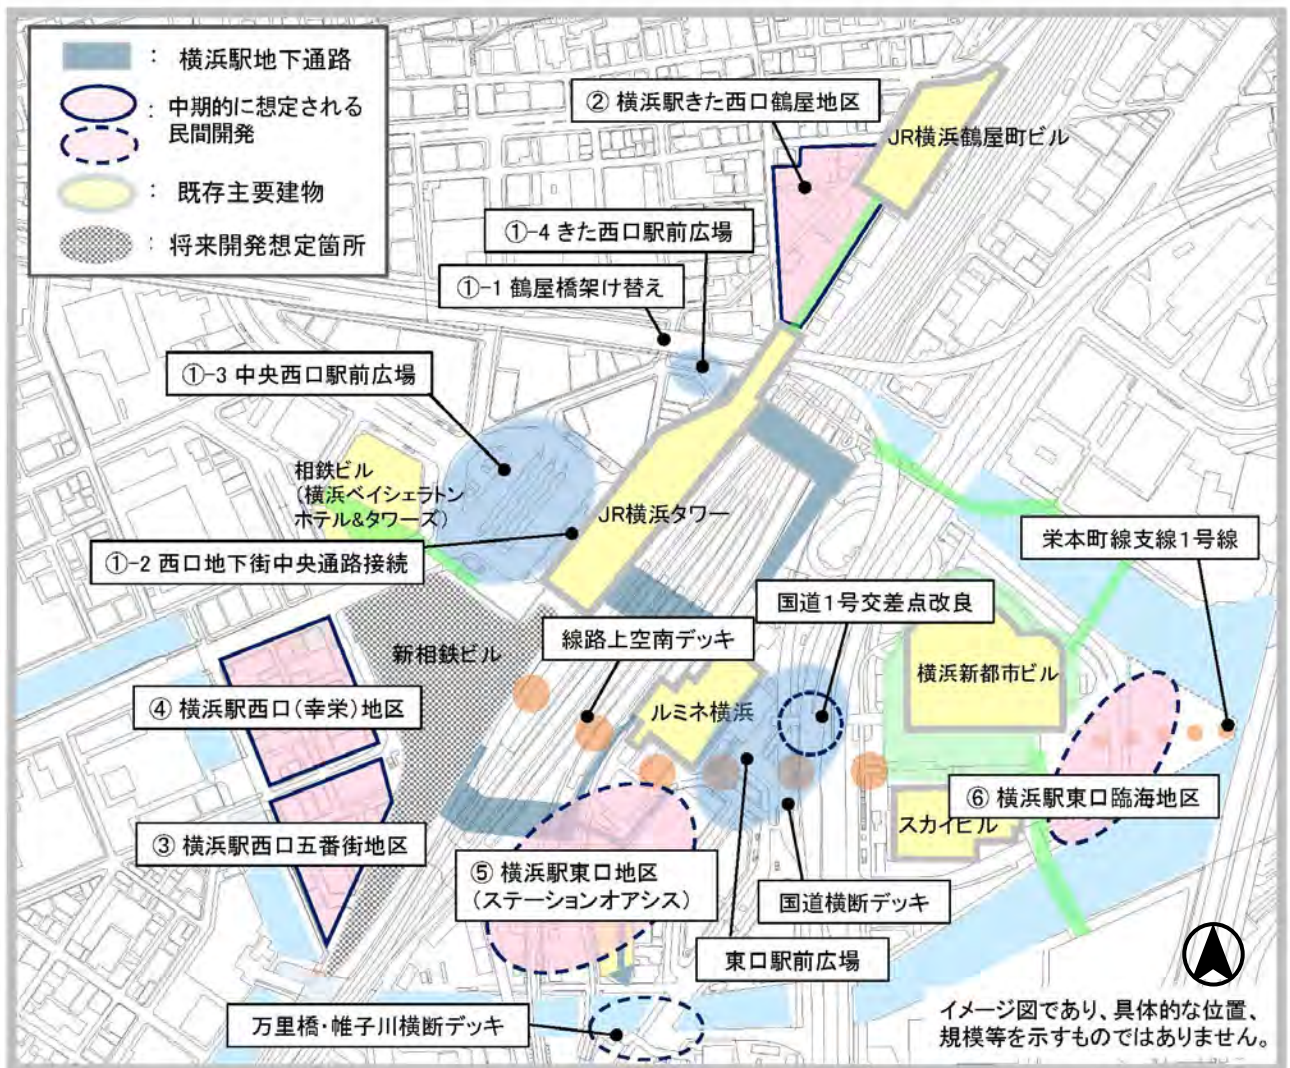 ： 横浜駅地下通路
： 中期的に想定される
民間開発
： 既存主要建物
： 将来開発想定箇所
② 横浜駅きた西口鶴屋地区
JR横浜鶴屋町ビル
①-4 きた西口駅前広場
①-1 鶴屋橋架け替え
①-3 中央西口駅前広場
相鉄ビル
（横浜ベイシェラトン
ホテル&タワーズ）
JR横浜タワー
①-2 西口地下街中央通路接続
栄本町線支線1号線
国道1号交差点改良
線路上空南デッキ
新相鉄ビル
横浜新都市ビル
④ 横浜駅西口（幸栄）地区
ルミネ横浜
⑥ 横浜駅東口臨海地区
スカイビル
③ 横浜駅西口五番街地区
⑤ 横浜駅東口地区
（ステーションオアシス）
国道横断デッキ
東口駅前広場
万里橋・帷子川横断デッキ
イメージ図であり、具体的な位置、
規模等を示すものではありません。